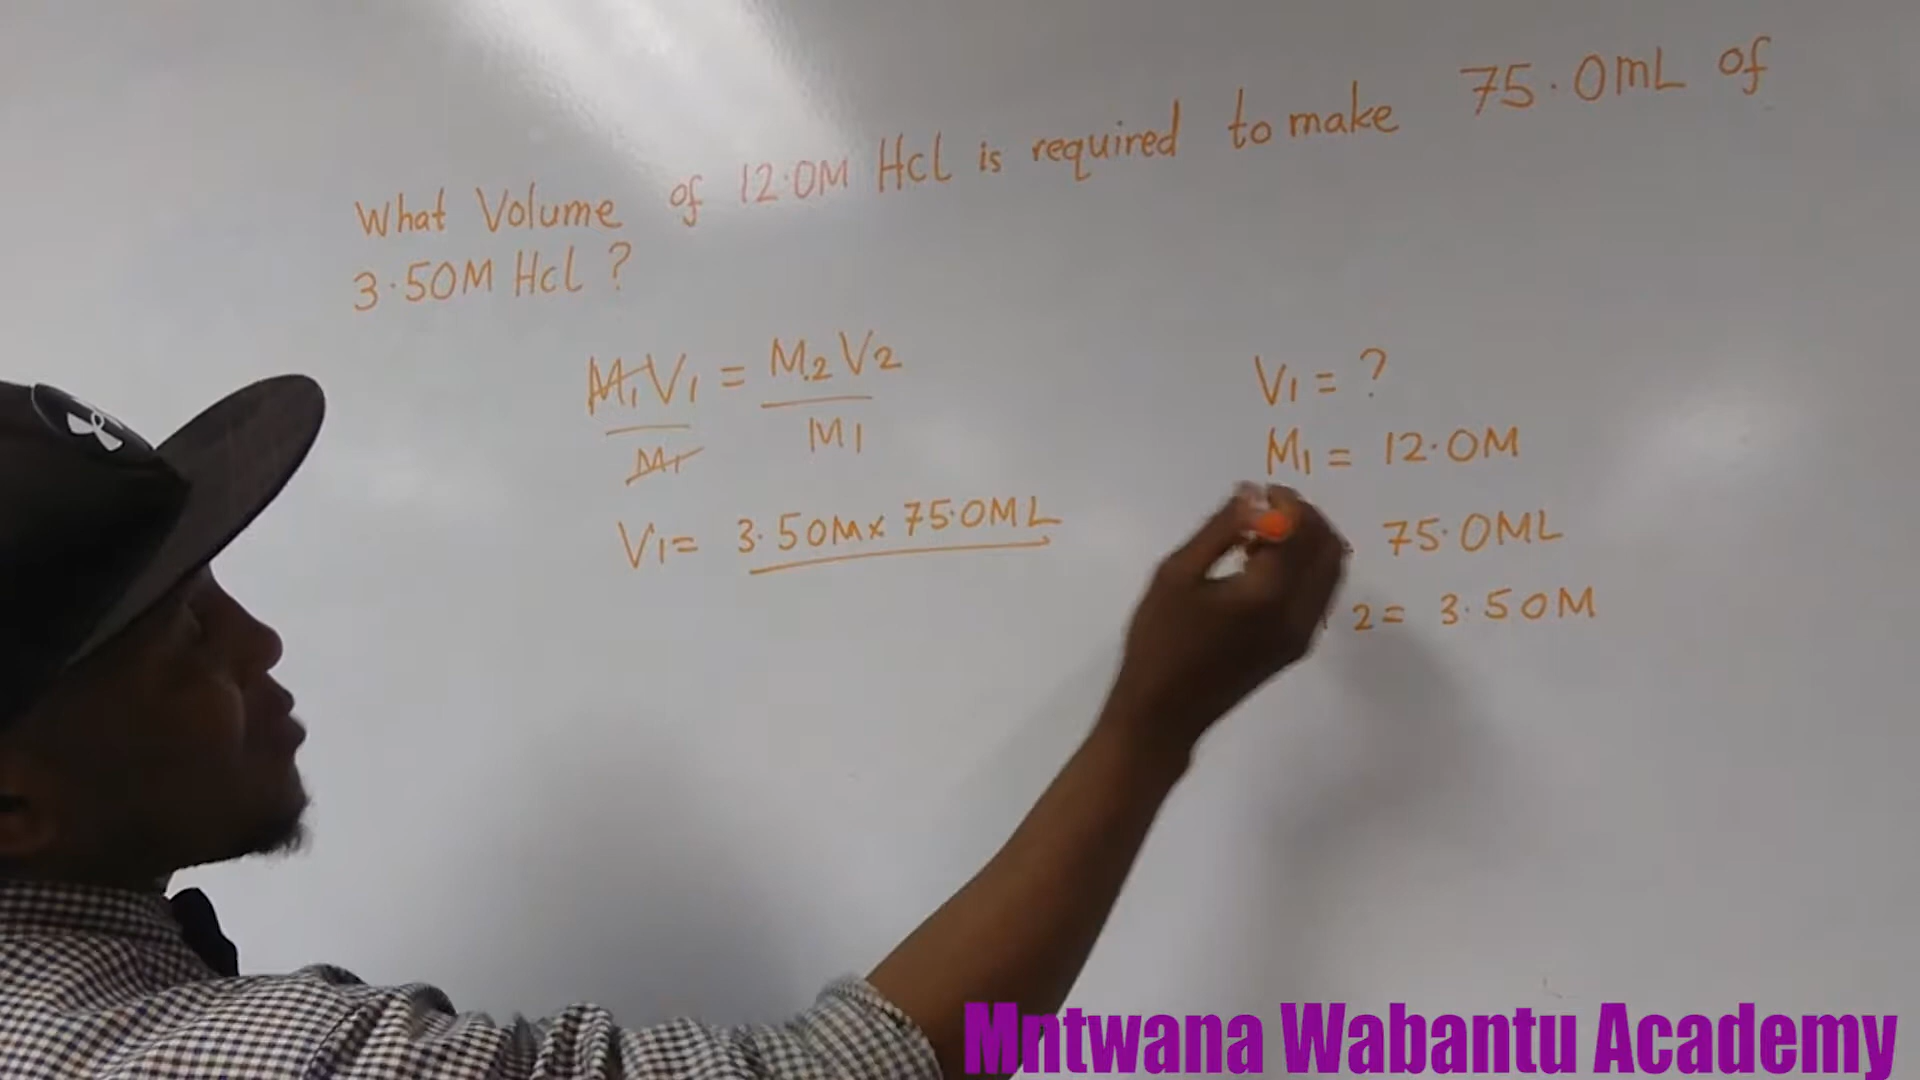 What Volume of 12.0M Hcl is required to make 75.0mL of
3.50M Hcl ?
M1V1 = M2V2
M1 M1
V1 = 3.50M x 75.0ML
V1 = ?
M1 = 12.0M
75.0ML
2 = 3.50M
Mntwana Wabantu Academy